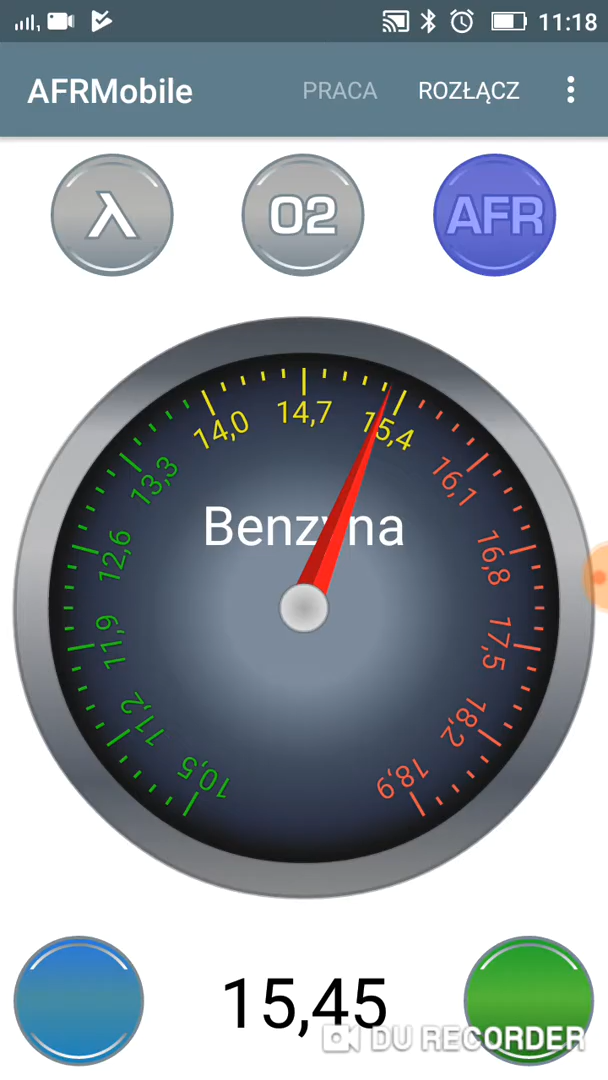 11:18
AFRMobile PRACA ROZŁĄCZ
λ O2 AFR
14,0 14,7 15,4
13,3 16,1
Benzyna
12,6 16,8
11,9 17,5
11,2 18,2
10,5 18,9
15,45
DU RECORDER